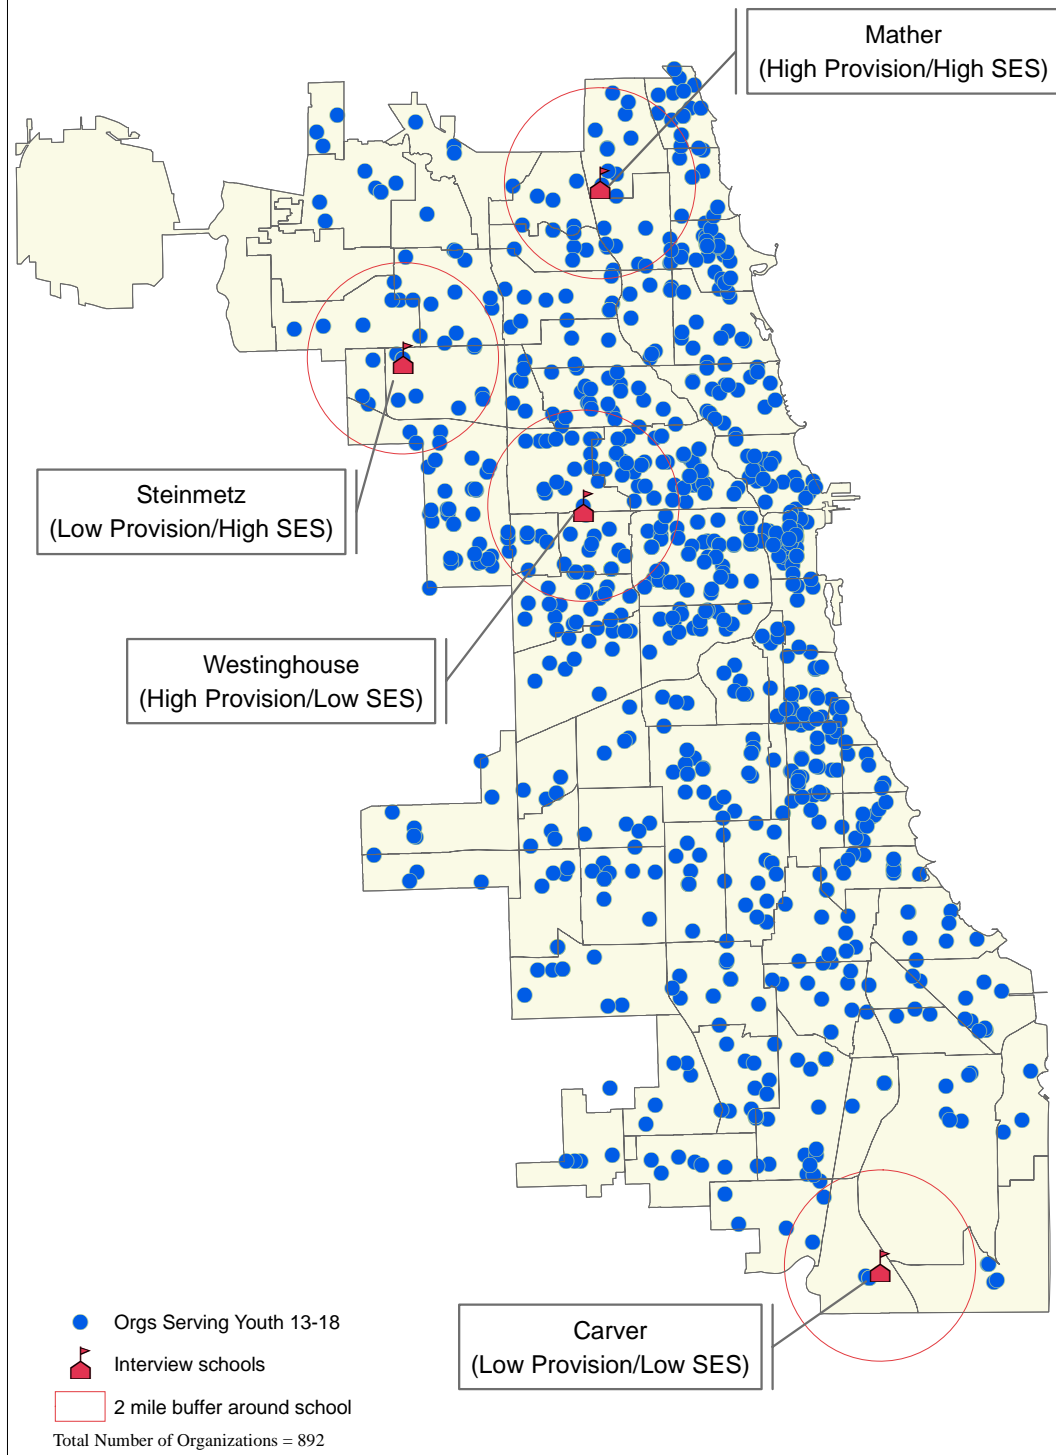 Mather
(High Provision/High SES)
Steinmetz
(Low Provision/High SES)
Westinghouse
(High Provision/Low SES)
Carver
(Low Provision/Low SES)
Orgs Serving Youth 13-18
Interview schools
2 mile buffer around school
Total Number of Organizations = 892